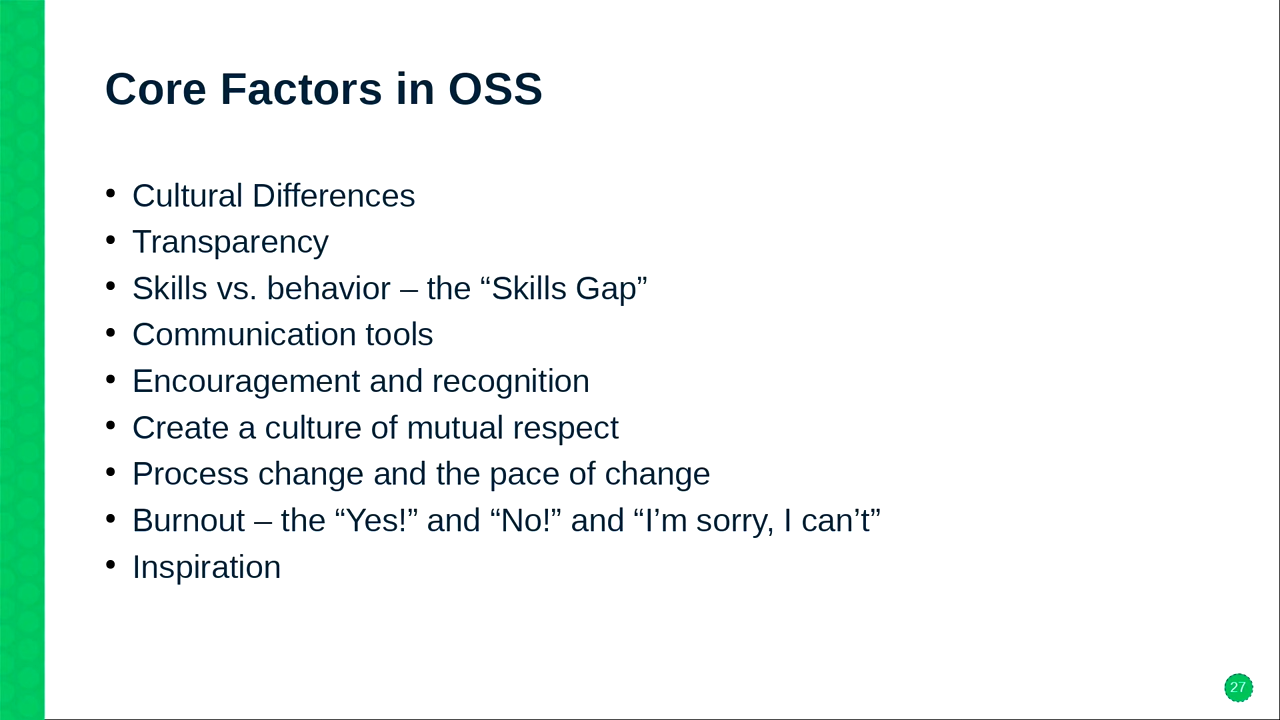 Core Factors in OSS
• Cultural Differences
• Transparency
• Skills vs. behavior – the “Skills Gap”
• Communication tools
• Encouragement and recognition
• Create a culture of mutual respect
• Process change and the pace of change
• Burnout – the “Yes!” and “No!” and “I’m sorry, I can’t”
• Inspiration
27